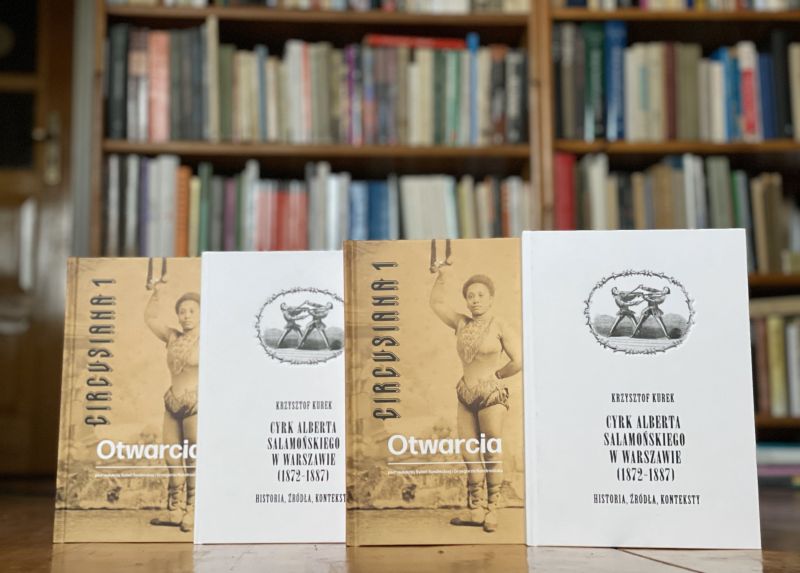 CIRCUSIANA 1
Otwarcia
KRZYSZTOF KUREK
CYRK ALBERTA
SALAMOŃSKIEGO
W WARSZAWIE
(1872-1887)
HISTORIA, ŹRÓDŁA, KONTEKSTY
CIRCUSIANA 1
Otwarcia
KRZYSZTOF KUREK
CYRK ALBERTA
SALAMOŃSKIEGO
W WARSZAWIE
(1872-1887)
HISTORIA, ŹRÓDŁA, KONTEKSTY